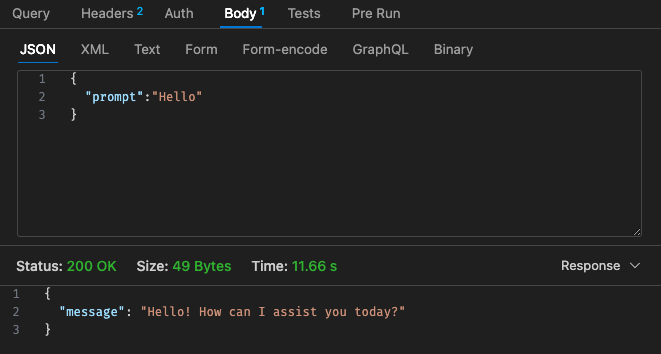 Query Headers 2 Auth Body 1 Tests Pre Run
JSON XML Text Form Form-encode GraphQL Binary
1 {
2 "prompt":"Hello"
3 }
Status: 200 OK Size: 49 Bytes Time: 11.66 s Response
1 {
2 "message": "Hello! How can I assist you today?"
3 }